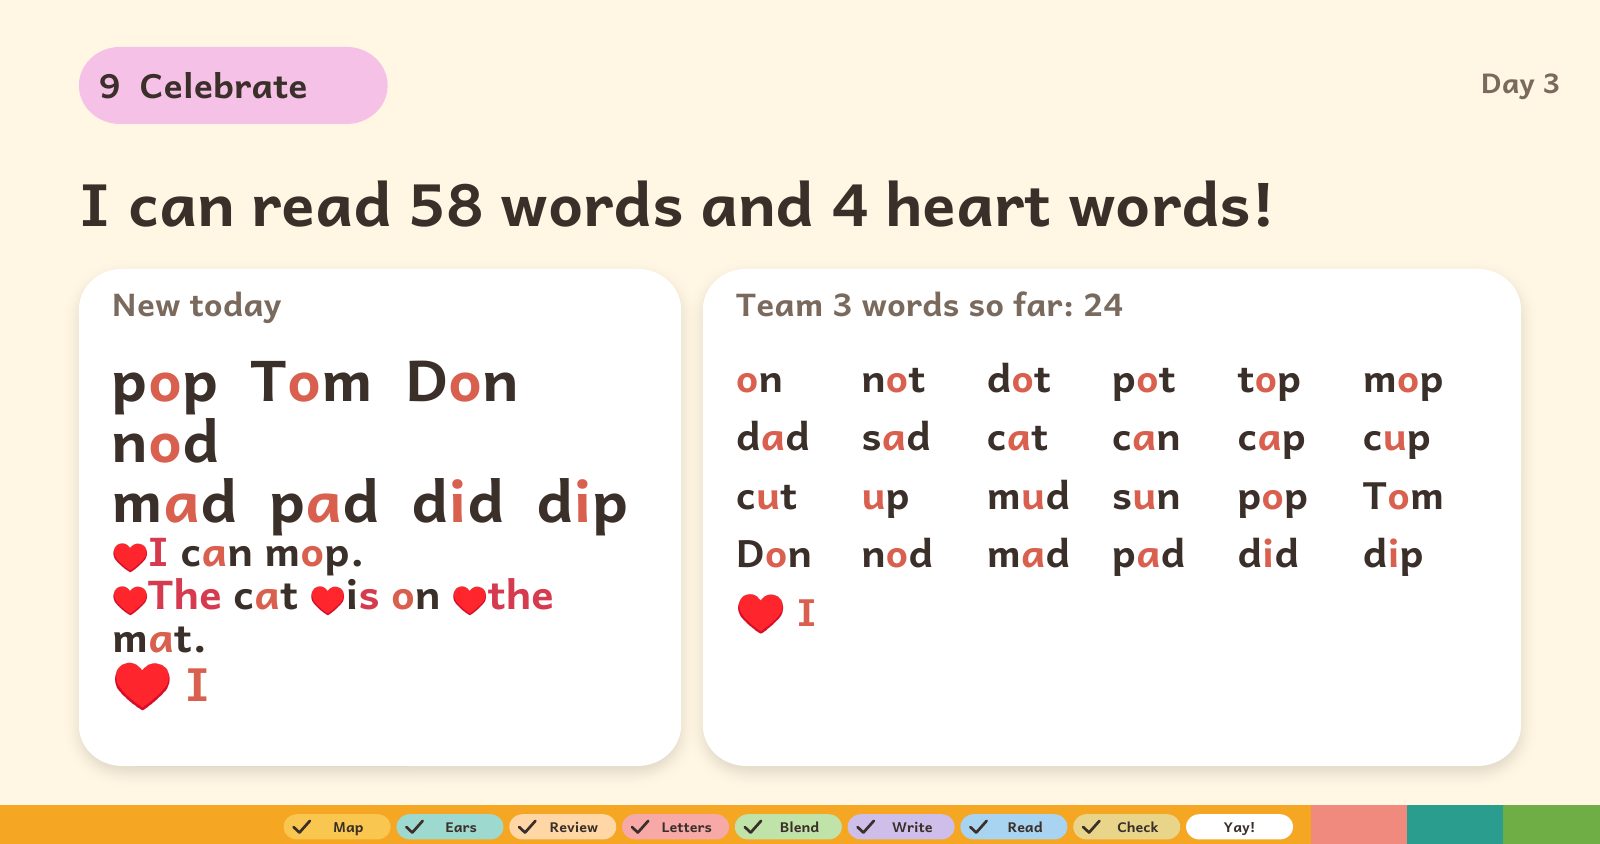 9 Celebrate
Day 3
I can read 58 words and 4 heart words!
New today
pop Tom Don
nod
mad pad did dip
❤I can mop.
❤The cat ❤is on ❤the
mat.
❤ I
Team 3 words so far: 24
on not dot pot top mop
dad sad cat can cap cup
cut up mud sun pop Tom
Don nod mad pad did dip
❤ I
✓ Map ✓ Ears ✓ Review ✓ Letters ✓ Blend ✓ Write ✓ Read ✓ Check Yay!